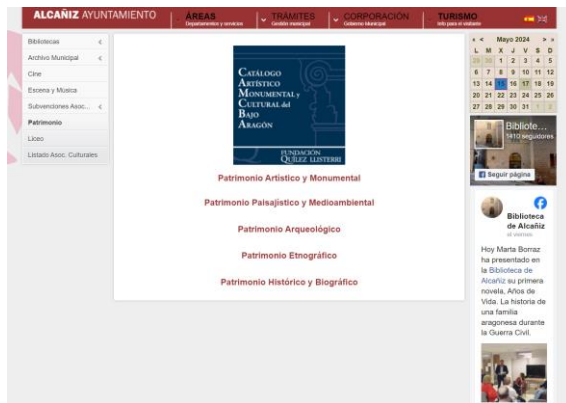 ALCAÑIZ AYUNTAMIENTO
ÁREAS
Departamentos y servicios
TRÁMITES
Gestión municipal
CORPORACIÓN
Gobierno Municipal
TURISMO
Info para el visitante
Bibliotecas
Archivo Municipal
Cine
Escena y Música
Subvenciones Asoc...
Patrimonio
Liceo
Listado Asoc. Culturales
CATÁLOGO
ARTÍSTICO
MONUMENTAL Y
CULTURAL del
BAJO
ARAGÓN
FUNDACIÓN
QUÍLEZ LLISTERRI
Patrimonio Artístico y Monumental
Patrimonio Paisajístico y Medioambiental
Patrimonio Arqueológico
Patrimonio Etnográfico
Patrimonio Histórico y Biográfico
« < Mayo 2024 > »
L M X J V S D
29 30 1 2 3 4 5
6 7 8 9 10 11 12
13 14 15 16 17 18 19
20 21 22 23 24 25 26
27 28 29 30 31 1 2
Bibliote...
1410 seguidores
Seguir página
Biblioteca
de Alcañiz
el viernes
Hoy Marta Borraz
ha presentado en
la Biblioteca de
Alcañiz su primera
novela, Años de
Vida. La historia de
una familia
aragonesa durante
la Guerra Civil.